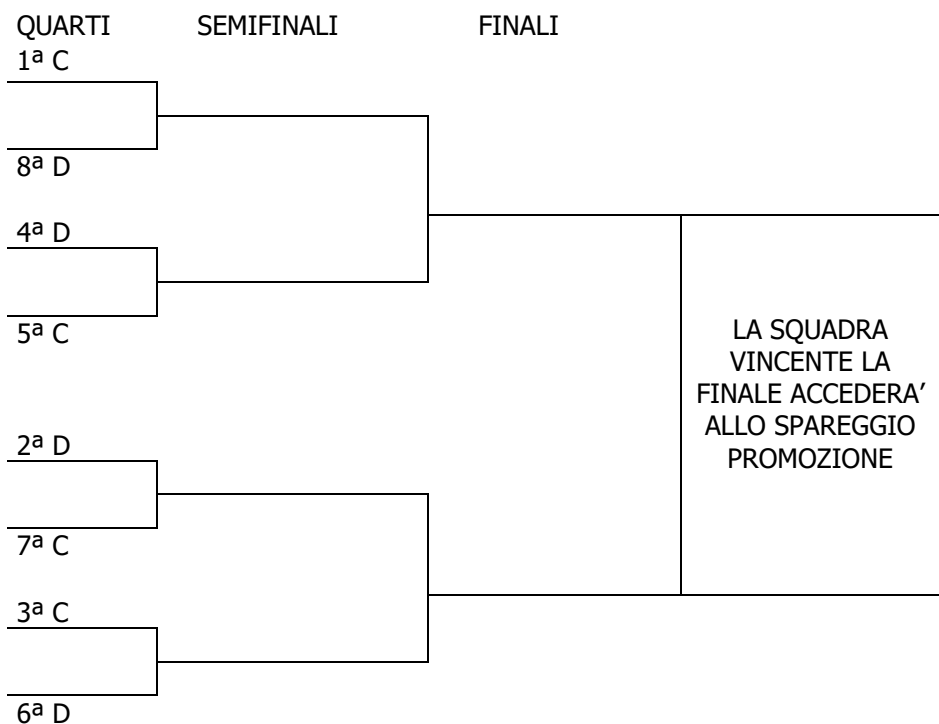 QUARTI SEMIFINALI FINALI
1ª C
8ª D
4ª D
5ª C
2ª D
7ª C
3ª C
6ª D
LA SQUADRA
VINCENTE LA
FINALE ACCEDERA’
ALLO SPAREGGIO
PROMOZIONE